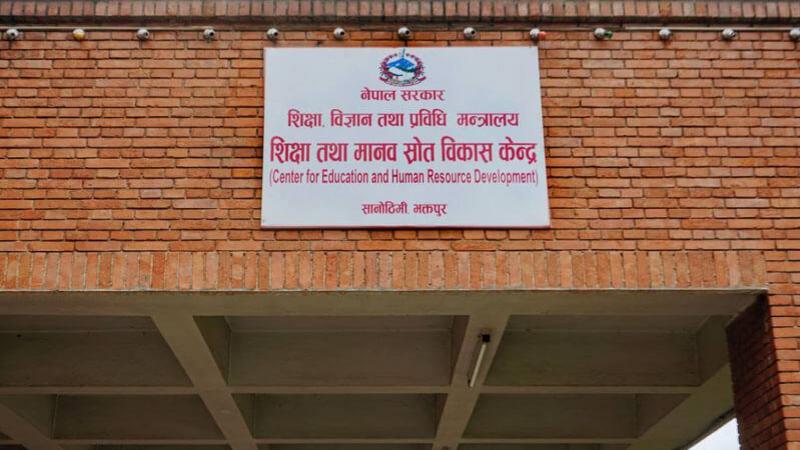 नेपाल सरकार
शिक्षा, विज्ञान तथा प्रविधि मन्त्रालय
शिक्षा तथा मानव स्रोत विकास केन्द्र
(Center for Education and Human Resource Development)
सानोठिमी, भक्तपुर